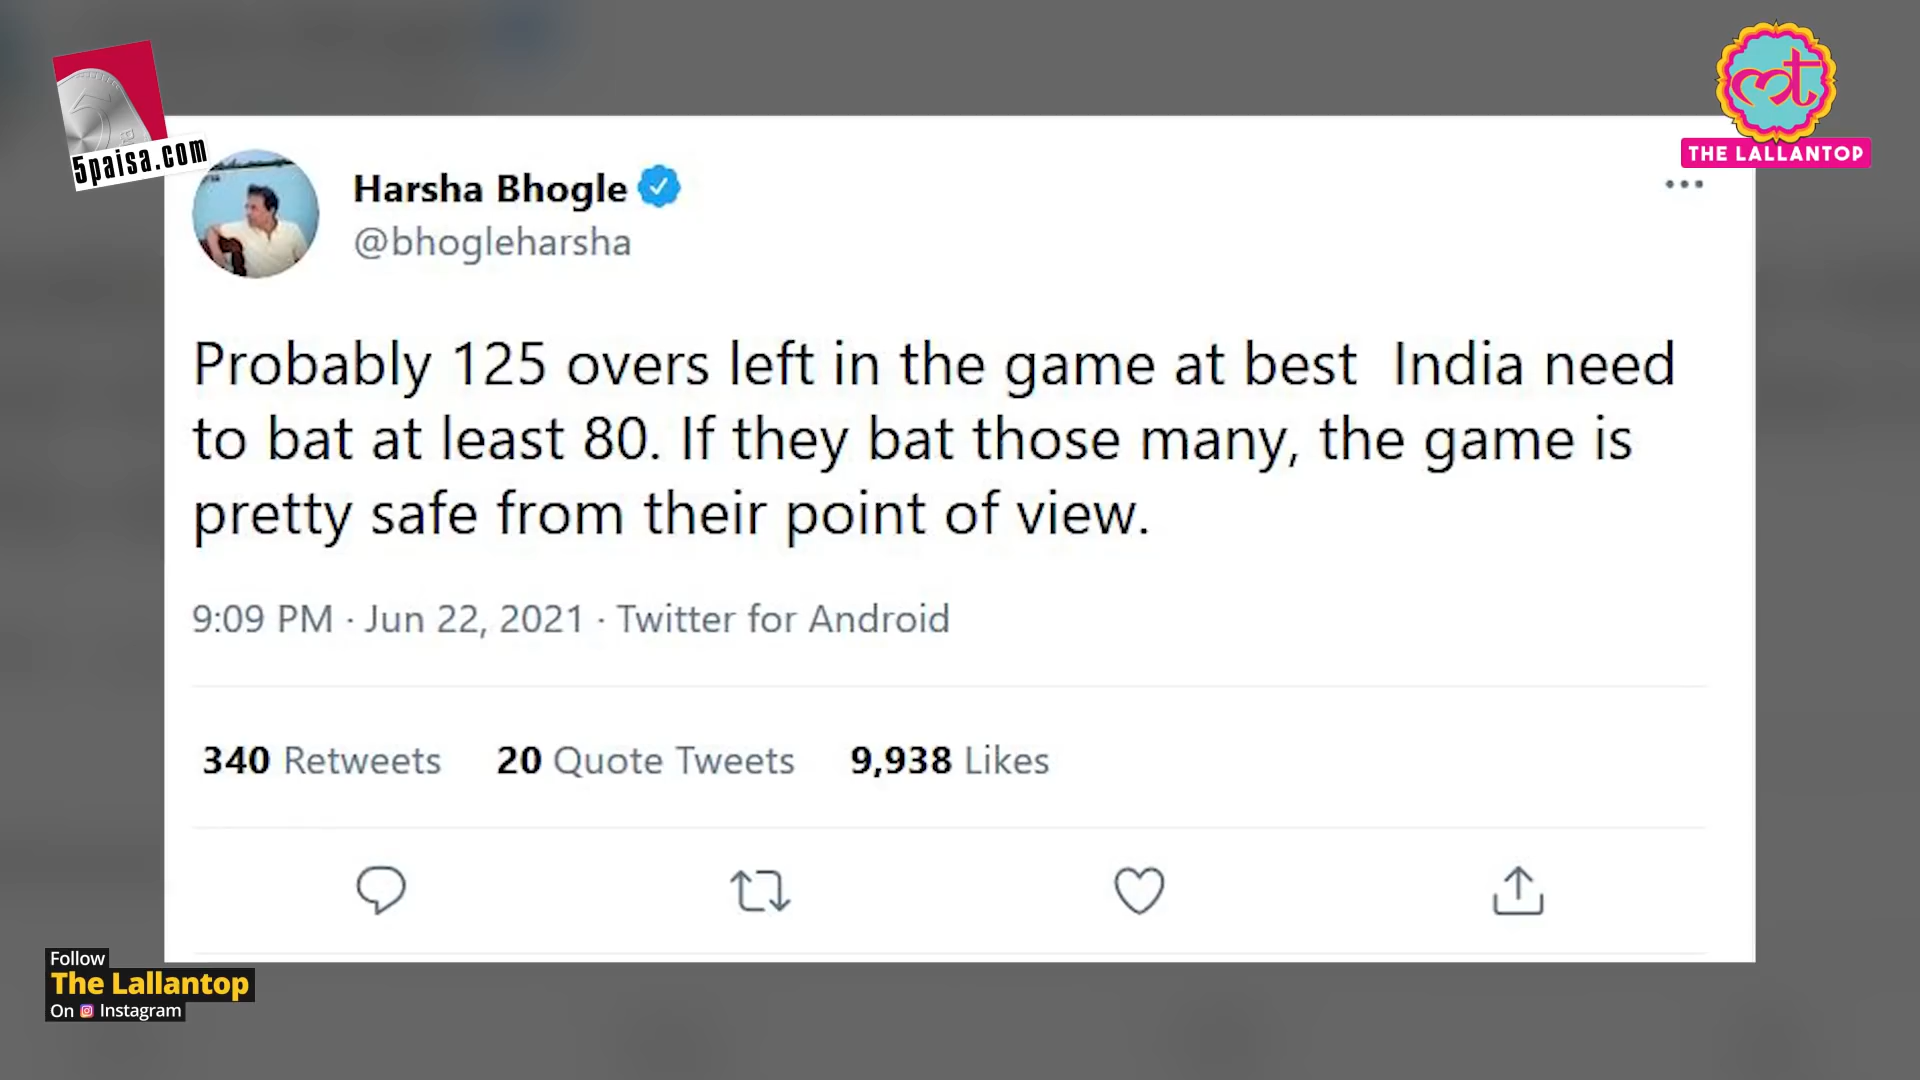 5paisa.com
THE LALLANTOP
Harsha Bhogle
@bhogleharsha
Probably 125 overs left in the game at best  India need
to bat at least 80. If they bat those many, the game is
pretty safe from their point of view.
9:09 PM · Jun 22, 2021 · Twitter for Android
340 Retweets 20 Quote Tweets 9,938 Likes
Follow
The Lallantop
On Instagram